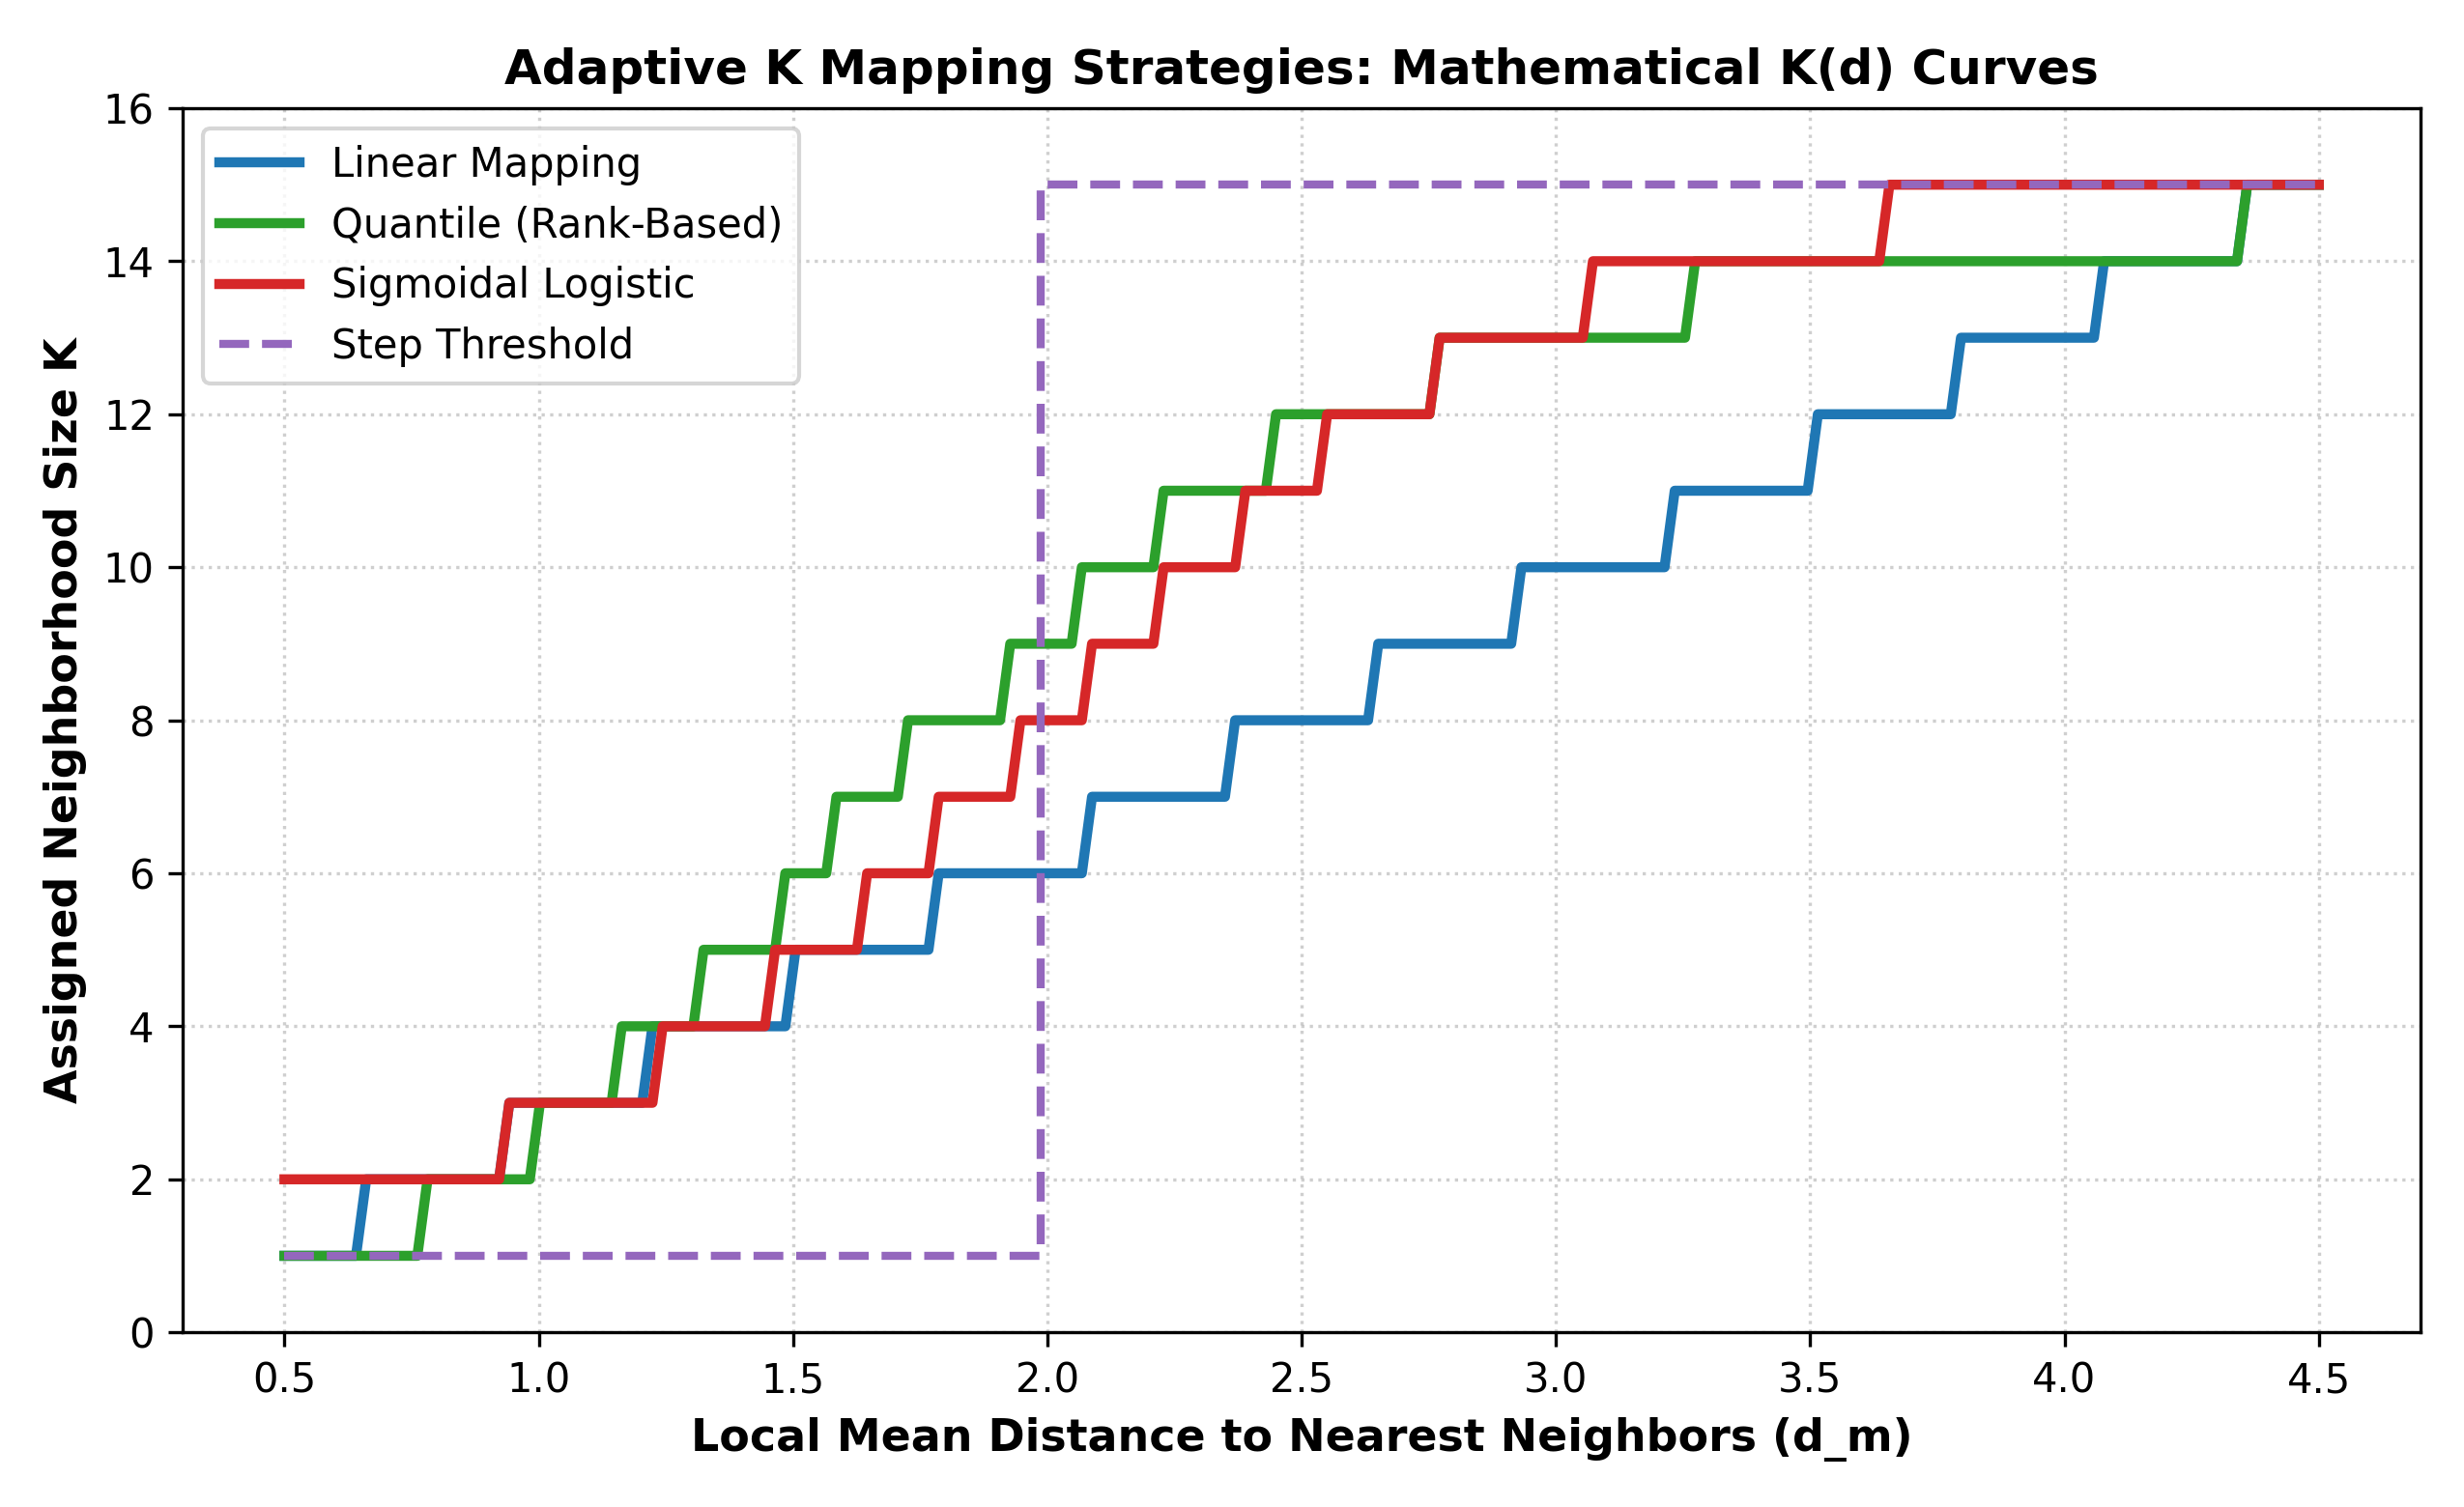 Adaptive K Mapping Strategies: Mathematical K(d) Curves
Linear Mapping
Quantile (Rank-Based)
Sigmoidal Logistic
Step Threshold
Assigned Neighborhood Size K
16
14
12
10
8
6
4
2
0
0.5 1.0 1.5 2.0 2.5 3.0 3.5 4.0 4.5
Local Mean Distance to Nearest Neighbors (d_m)